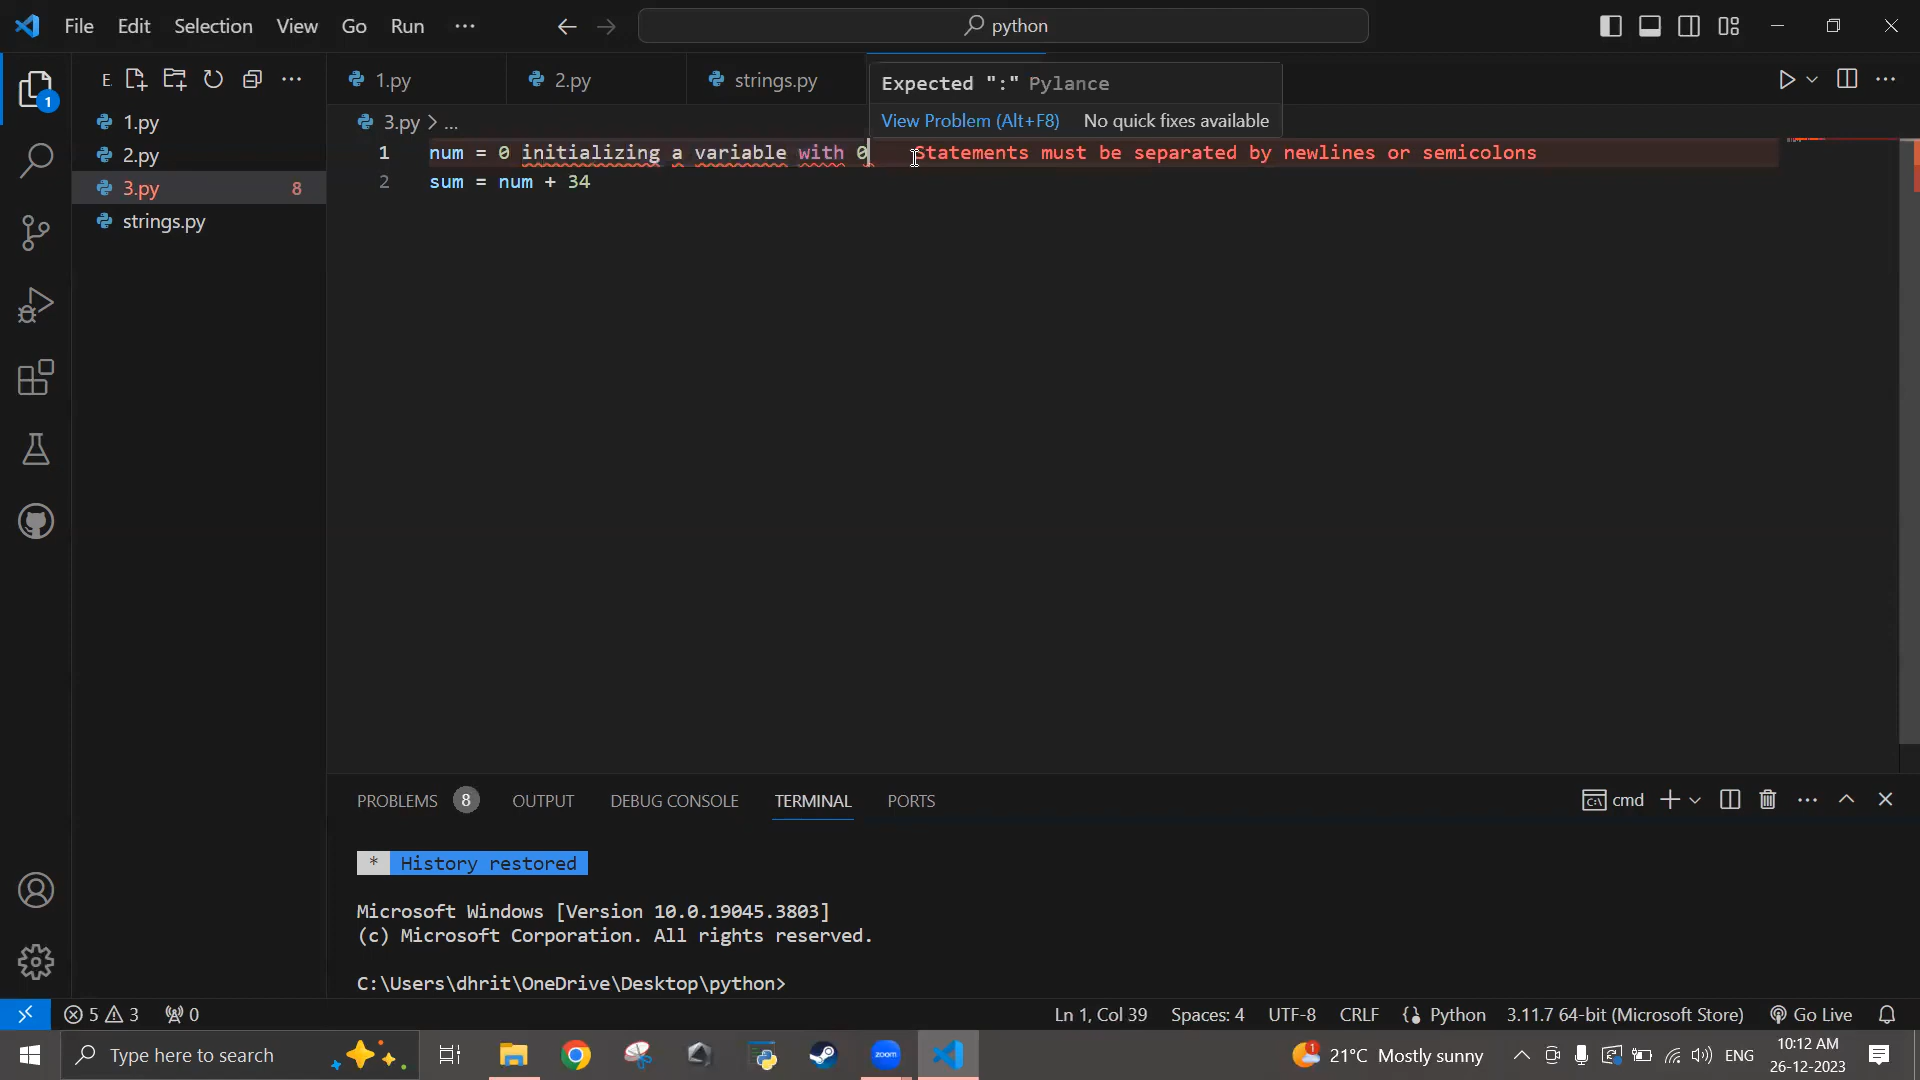 File Edit Selection View Go Run ··· python
E
1.py 2.py strings.py
Expected ":" Pylance
View Problem (Alt+F8) No quick fixes available
1
1.py
2.py
3.py 8
strings.py
3.py > ...
1 num = 0 initializing a variable with 0 Statements must be separated by newlines or semicolons
2 sum = num + 34
PROBLEMS 8 OUTPUT DEBUG CONSOLE TERMINAL PORTS
cmd
* History restored
Microsoft Windows [Version 10.0.19045.3803]
(c) Microsoft Corporation. All rights reserved.
C:\Users\dhrit\OneDrive\Desktop\python>
5 3 0 Ln 1, Col 39 Spaces: 4 UTF-8 CRLF Python 3.11.7 64-bit (Microsoft Store) Go Live
Type here to search zoom 1 21°C Mostly sunny ENG
10:12 AM
26-12-2023